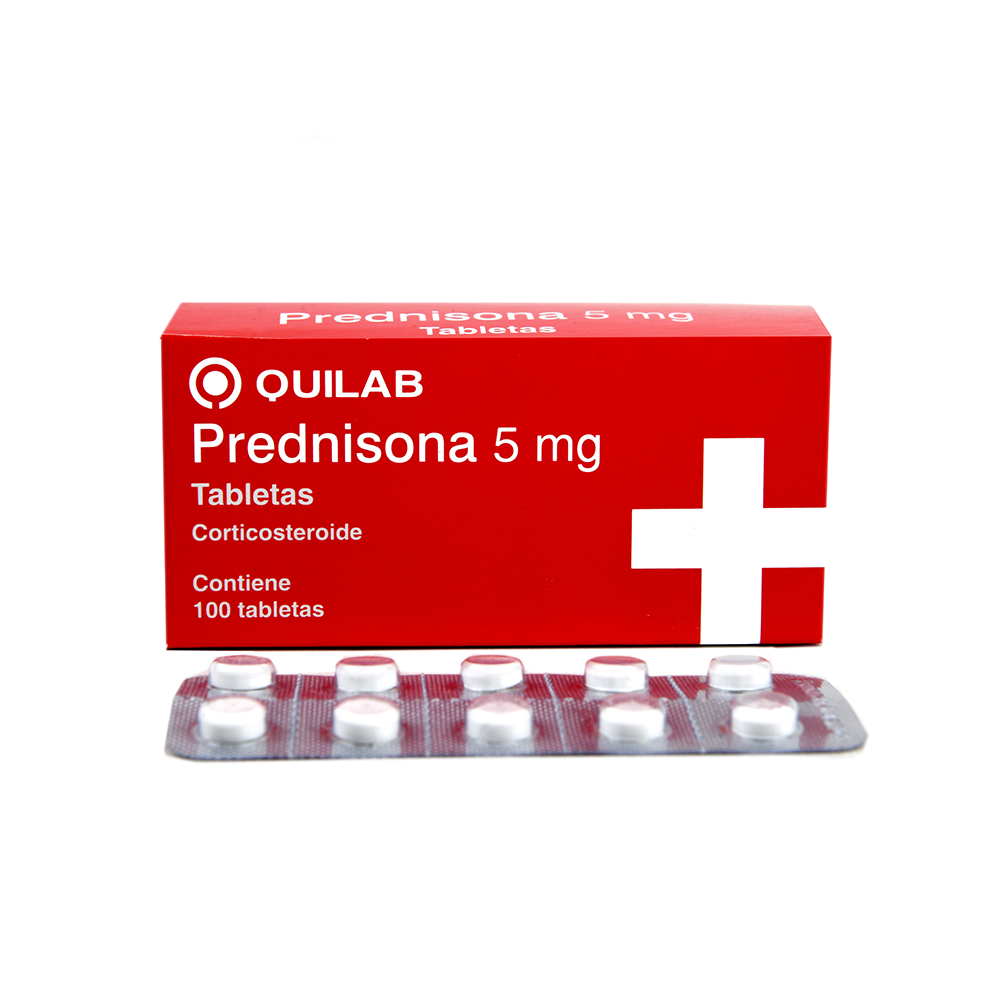 Prednisona 5 mg
Tabletas
QUILAB
Prednisona 5 mg
Tabletas
Corticosteroide
Contiene
100 tabletas